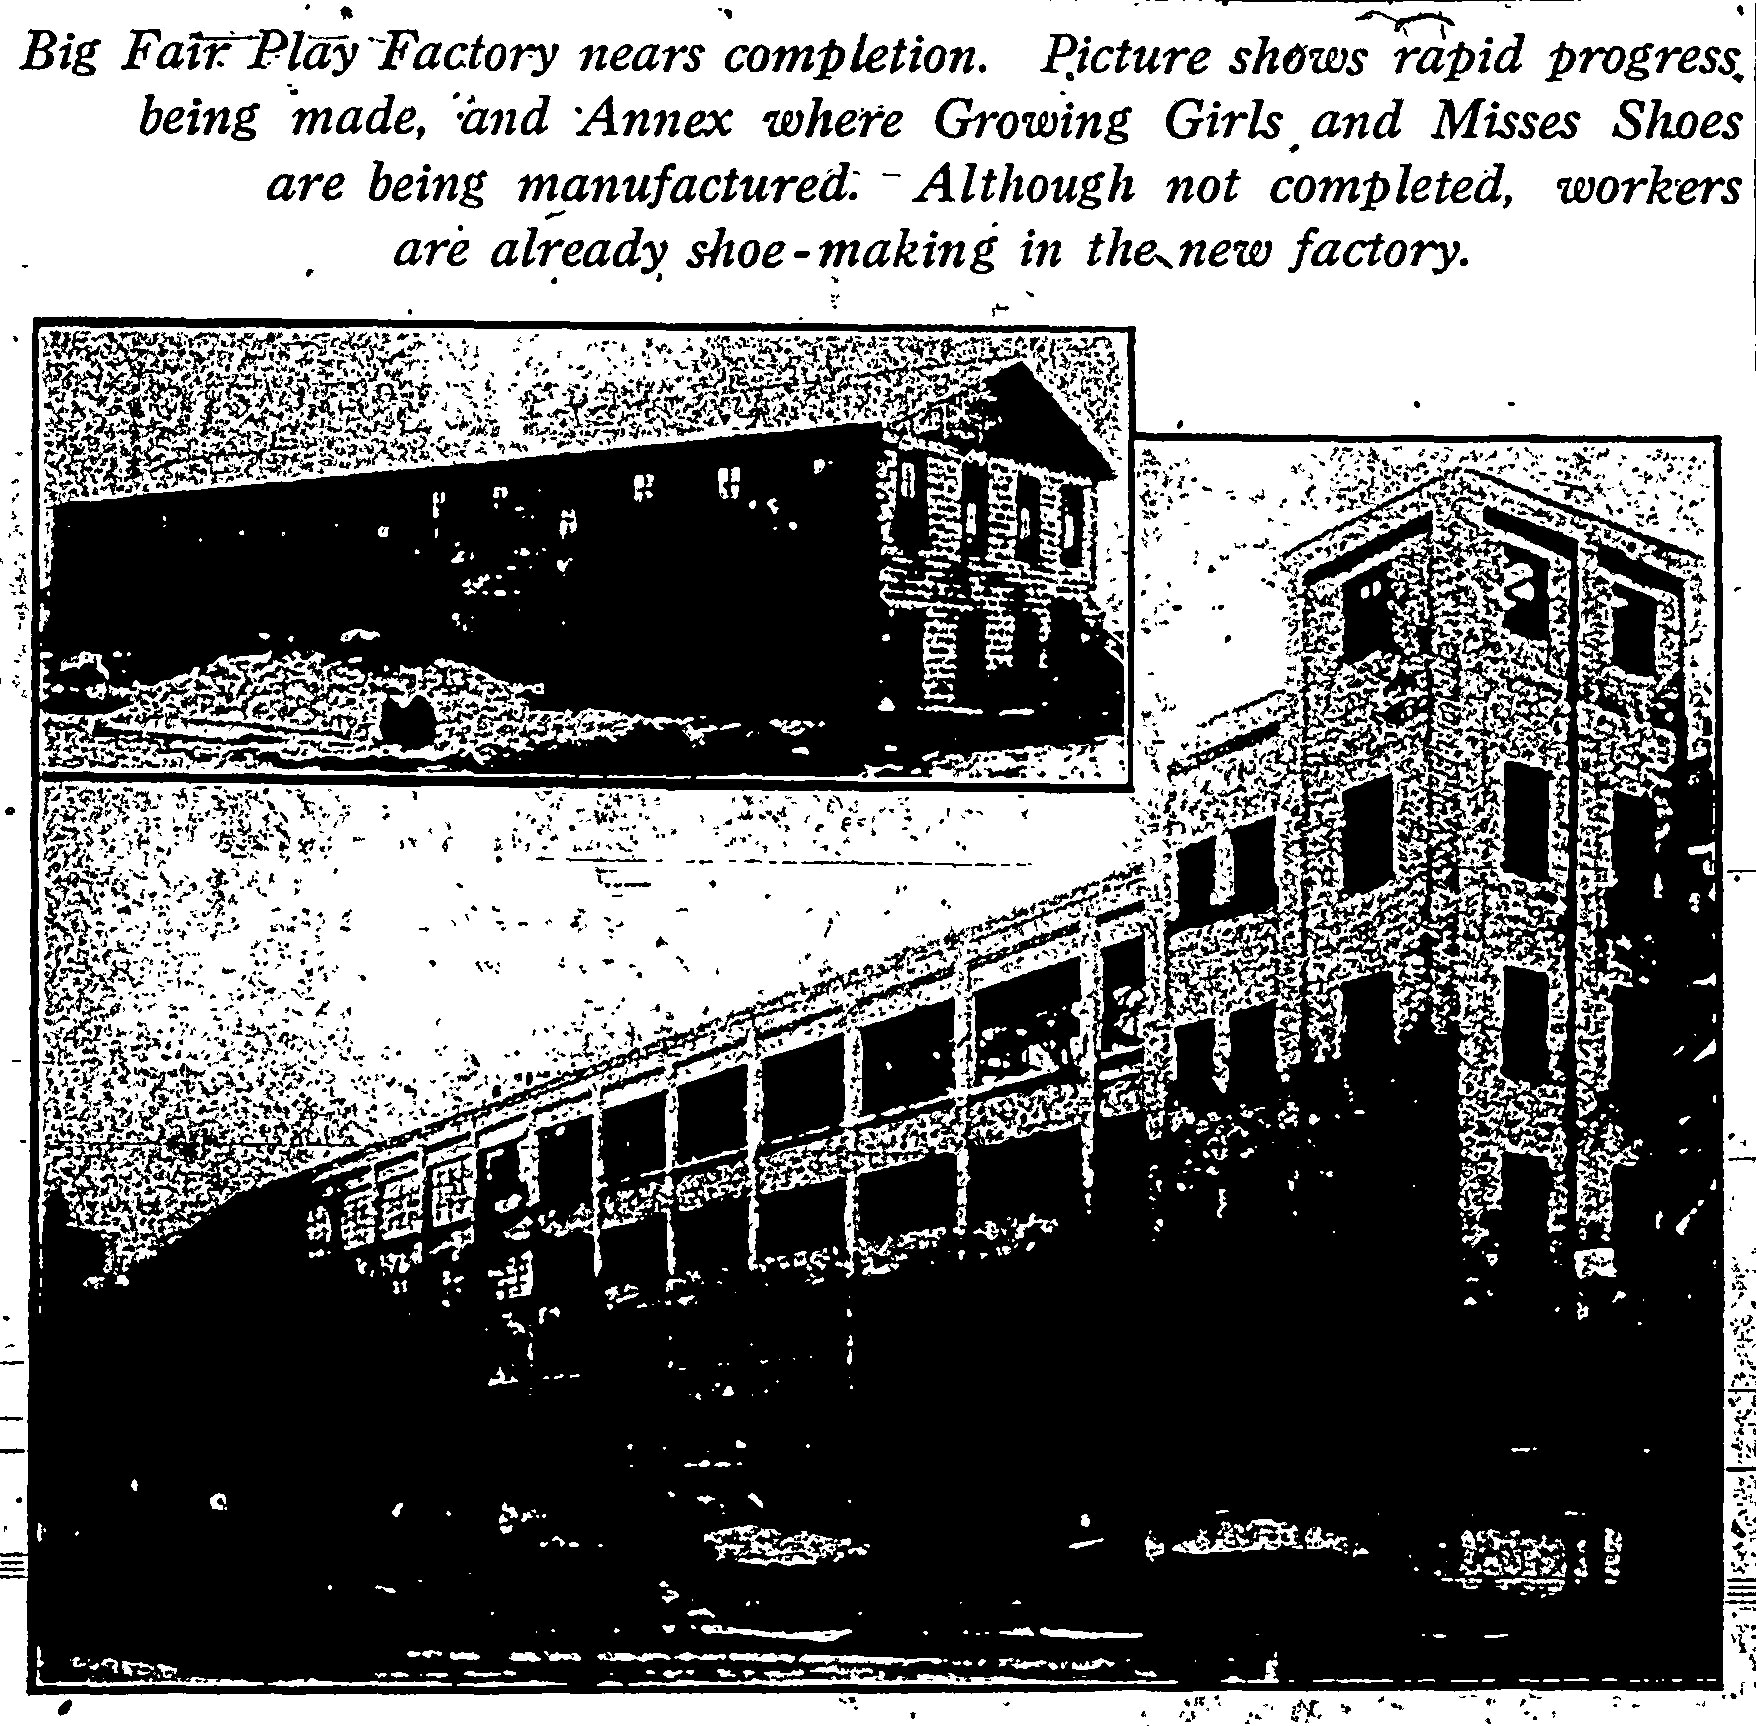 Big Fair Play Factory nears completion. Picture shows rapid progress
being made, and Annex where Growing Girls and Misses Shoes
are being manufactured. Although not completed, workers
are already shoe-making in the new factory.